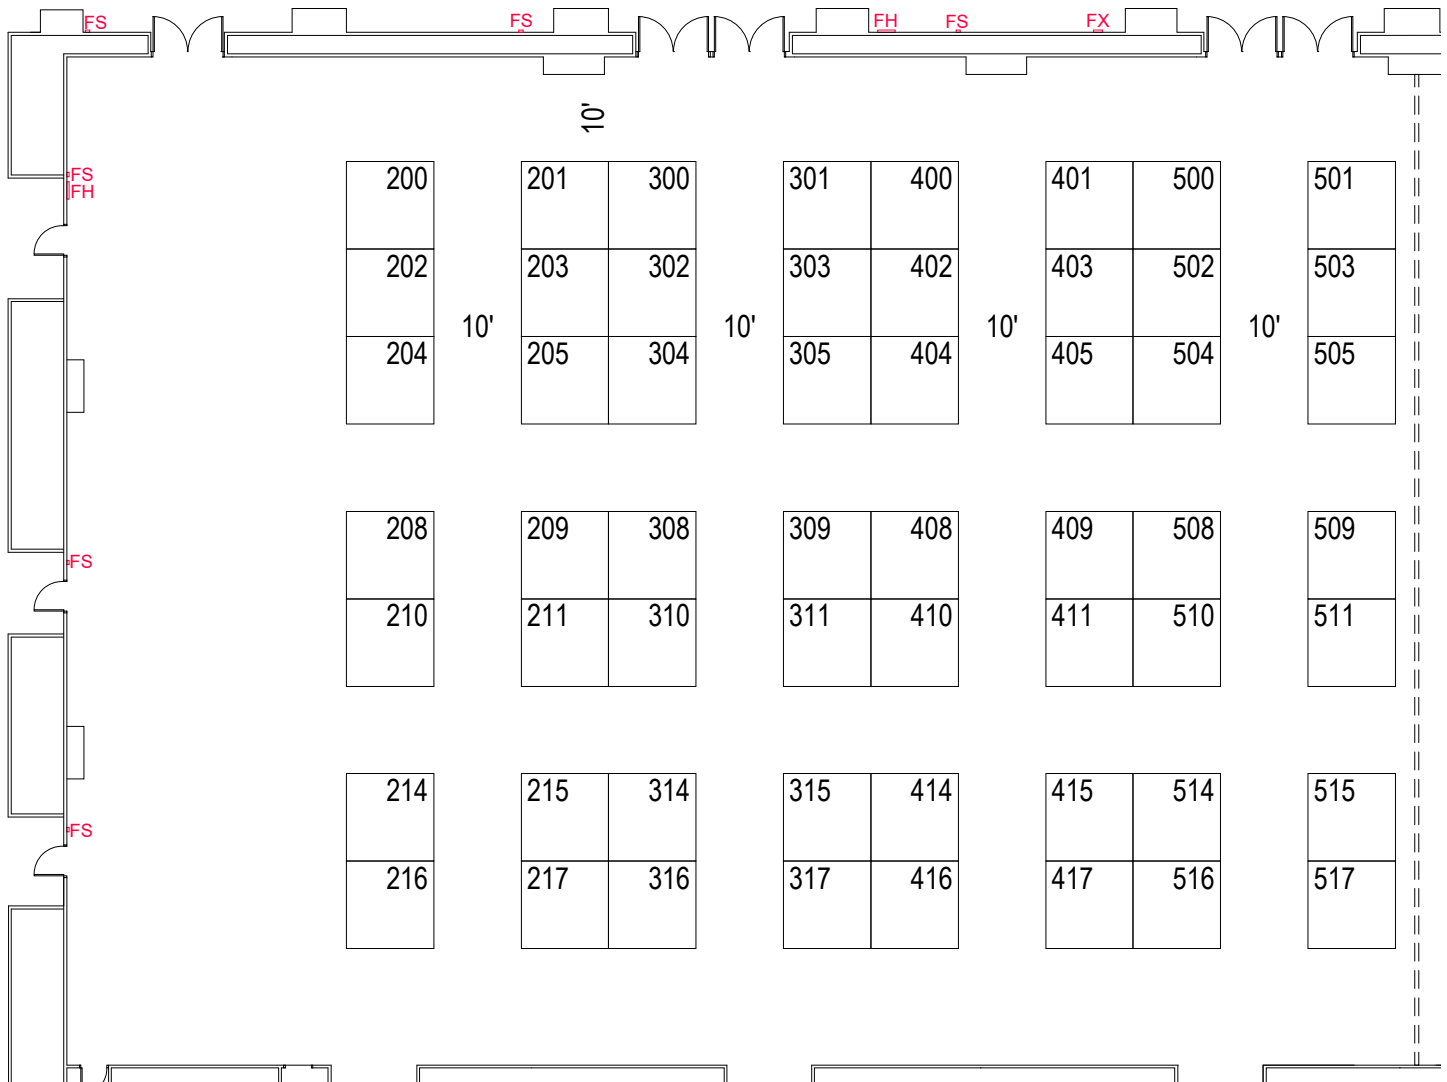 FS FS FH FS FX
10'
FS
FH
200 201 300 301 400 401 500 501
202 203 302 303 402 403 502 503
10' 10' 10' 10'
204 205 304 305 404 405 504 505
208 209 308 309 408 409 508 509
FS
210 211 310 311 410 411 510 511
214 215 314 315 414 415 514 515
FS
216 217 316 317 416 417 516 517